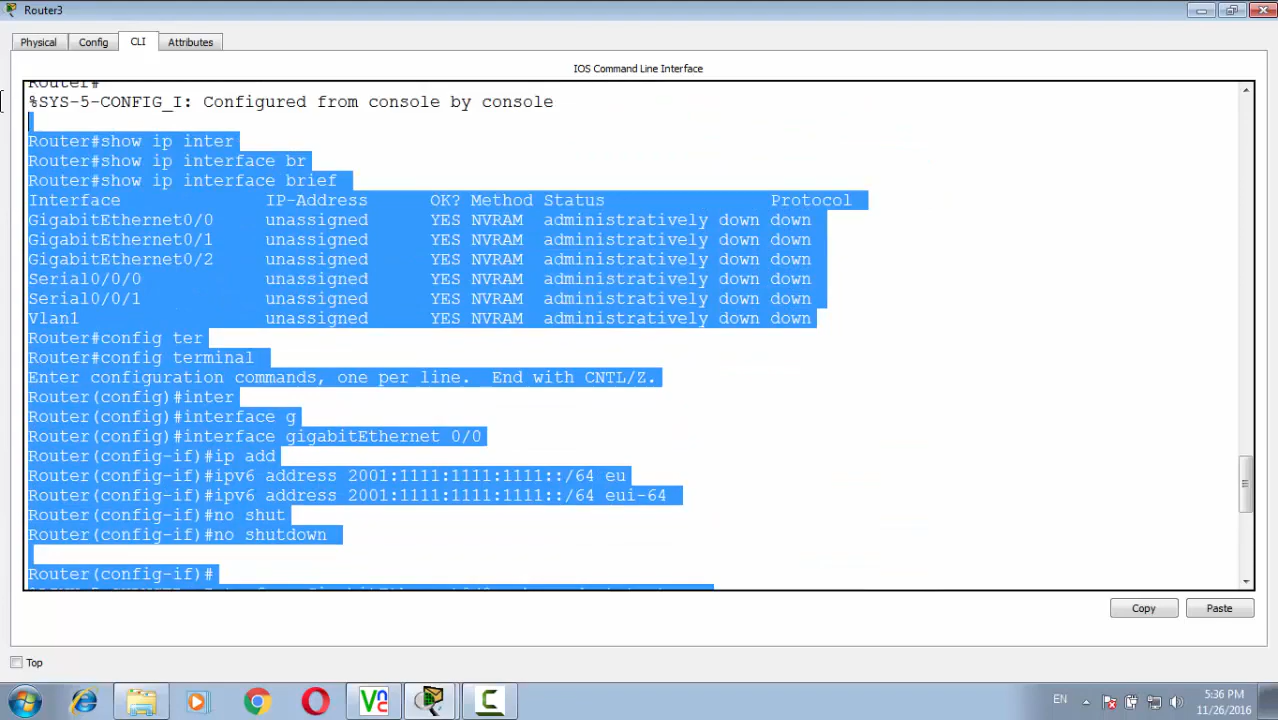 Router3
Physical Config CLI Attributes
IOS Command Line Interface
Router#
%SYS-5-CONFIG_I: Configured from console by console
Router#show ip inter
Router#show ip interface br
Router#show ip interface brief
Interface IP-Address OK? Method Status Protocol
GigabitEthernet0/0 unassigned YES NVRAM administratively down down
GigabitEthernet0/1 unassigned YES NVRAM administratively down down
GigabitEthernet0/2 unassigned YES NVRAM administratively down down
Serial0/0/0 unassigned YES NVRAM administratively down down
Serial0/0/1 unassigned YES NVRAM administratively down down
Vlan1 unassigned YES NVRAM administratively down down
Router#config ter
Router#config terminal
Enter configuration commands, one per line. End with CNTL/Z.
Router(config)#inter
Router(config)#interface g
Router(config)#interface gigabitEthernet 0/0
Router(config-if)#ip add
Router(config-if)#ipv6 address 2001:1111:1111:1111::/64 eu
Router(config-if)#ipv6 address 2001:1111:1111:1111::/64 eui-64
Router(config-if)#no shut
Router(config-if)#no shutdown
Router(config-if)#
Copy Paste
Top
EN
5:36 PM
11/26/2016